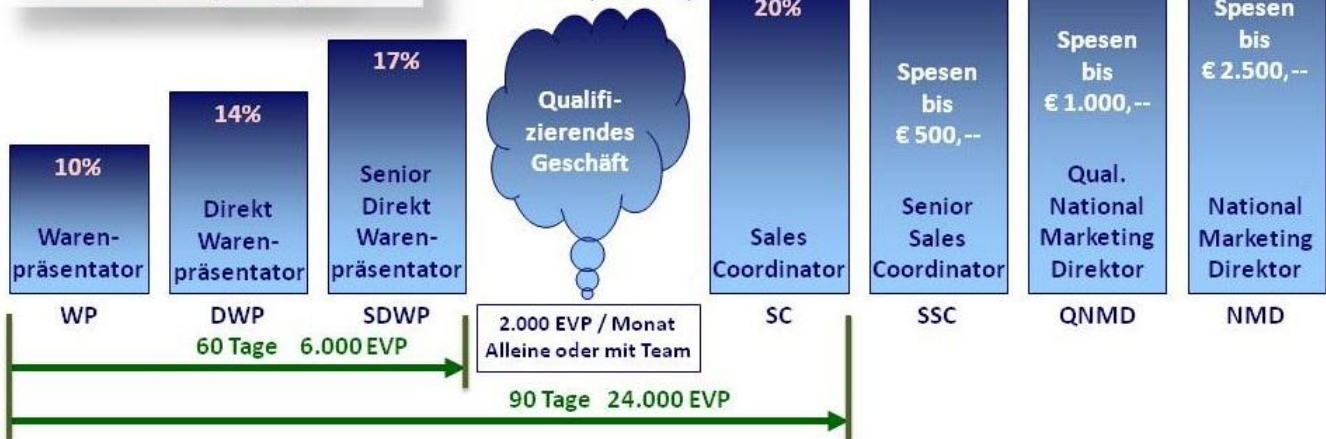 10%
Waren-
präsentator
WP
14%
Direkt
Waren-
präsentator
DWP
17%
Senior
Direkt
Waren-
präsentator
SDWP
Qualifi-
zierendes
Geschäft
2.000 EVP / Monat
Alleine oder mit Team
20%
Sales
Coordinator
SC
Spesen
bis
€ 500,--
Senior
Sales
Coordinator
SSC
Spesen
bis
€ 1.000,--
Qual.
National
Marketing
Direktor
QNMD
Spesen
bis
€ 2.500,--
National
Marketing
Direktor
NMD
60 Tage 6.000 EVP
90 Tage 24.000 EVP